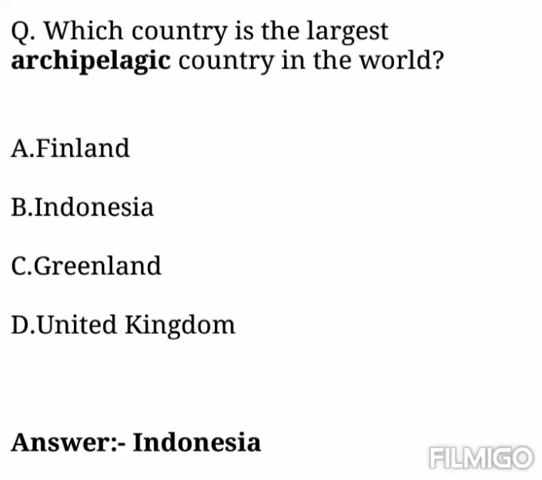 Q. Which country is the largest
archipelagic country in the world?
A.Finland
B.Indonesia
C.Greenland
D.United Kingdom
Answer:- Indonesia
FILMIGO